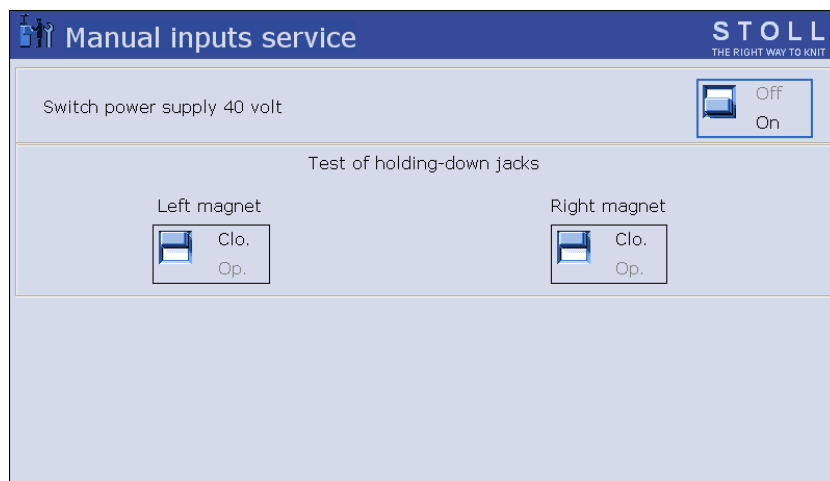 Manual inputs service
STOLL
THE RIGHT WAY TO KNIT
Switch power supply 40 volt
Off
On
Test of holding-down jacks
Left magnet
Right magnet
Clo.
Op.
Clo.
Op.